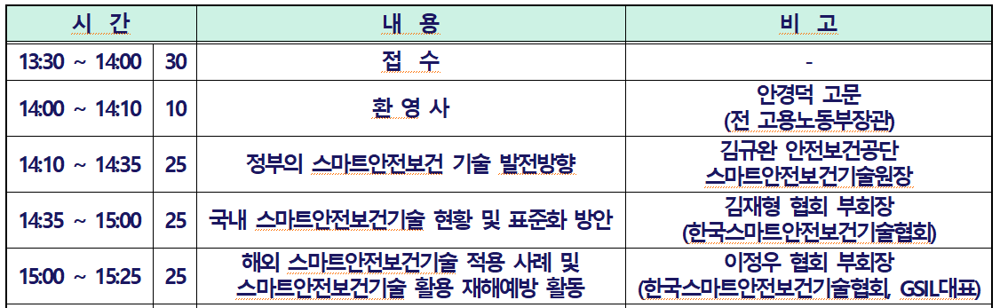 시 간 내 용 비 고
13:30 ~ 14:00 30 접 수 -
14:00 ~ 14:10 10 환 영 사 안경덕 고문
(전 고용노동부장관)
14:10 ~ 14:35 25 정부의 스마트안전보건 기술 발전방향 김규완 안전보건공단
스마트안전보건기술원장
14:35 ~ 15:00 25 국내 스마트안전보건기술 현황 및 표준화 방안 김재형 협회 부회장
(한국스마트안전보건기술협회)
15:00 ~ 15:25 25 해외 스마트안전보건기술 적용 사례 및
스마트안전보건기술 활용 재해예방 활동 이정우 협회 부회장
(한국스마트안전보건기술협회, GSIL대표)